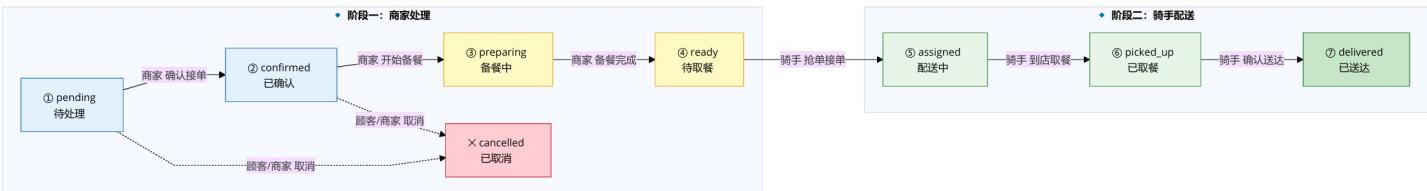 阶段一：商家处理
① pending
待处理
商家 确认接单
② confirmed
已确认
商家 开始备餐
③ preparing
备餐中
商家 备餐完成
④ ready
待取餐
顾客/商家 取消
顾客/商家 取消
✕ cancelled
已取消
骑手 抢单接单
阶段二：骑手配送
⑤ assigned
配送中
骑手 到店取餐
⑥ picked_up
已取餐
骑手 确认送达
⑦ delivered
已送达